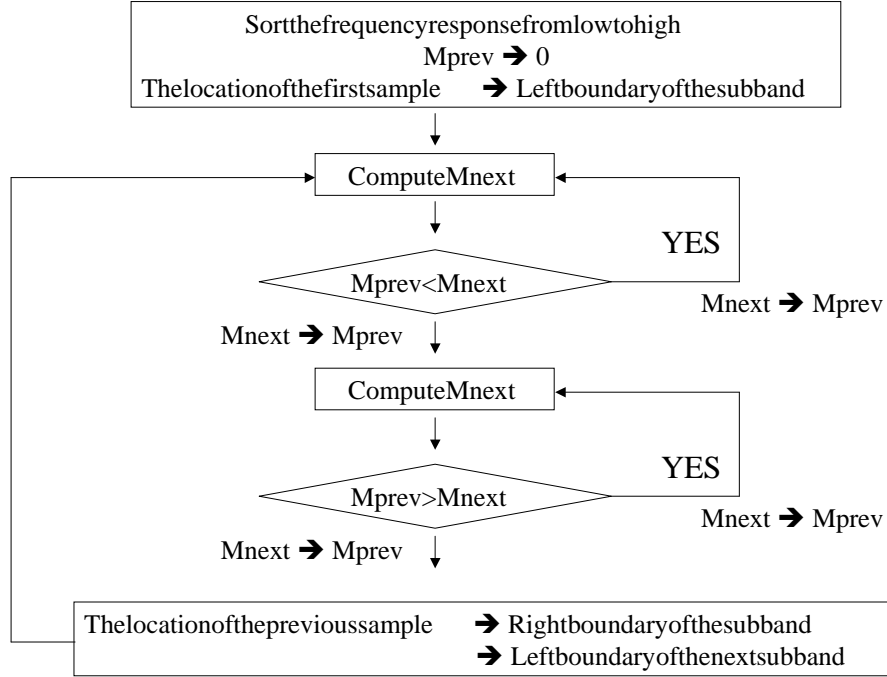 Sortthefrequencyresponsefromlowtohigh
Mprev ➔ 0
Thelocationofthefirstsample ➔ Leftboundaryofthesubband
ComputeMnext
YES
Mprev<Mnext
Mnext ➔ Mprev
Mnext ➔ Mprev
ComputeMnext
YES
Mprev>Mnext
Mnext ➔ Mprev
Mnext ➔ Mprev
Thelocationoftheprevioussample ➔ Rightboundaryofthesubband
➔ Leftboundaryofthenextsubband